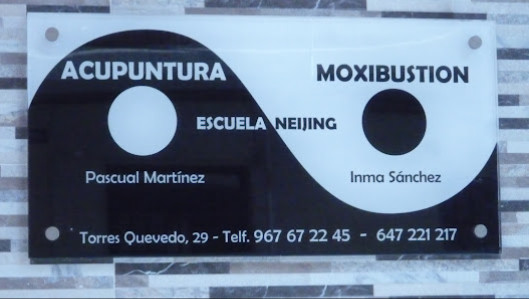 ACUPUNTURA MOXIBUSTION
ESCUELA NEIJING
Pascual Martínez Inma Sánchez
Torres Quevedo, 29 - Telf. 967 67 22 45 - 647 221 217